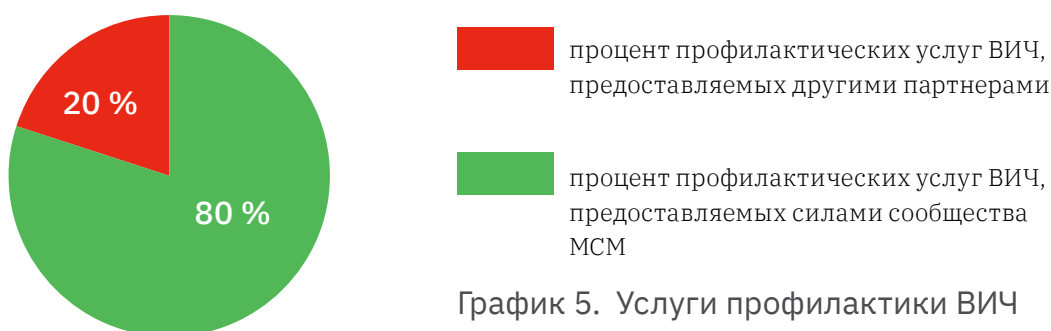 20 %
80 %
процент профилактических услуг ВИЧ,
предоставляемых другими партнерами
процент профилактических услуг ВИЧ,
предоставляемых силами сообщества
МСМ
График 5. Услуги профилактики ВИЧ